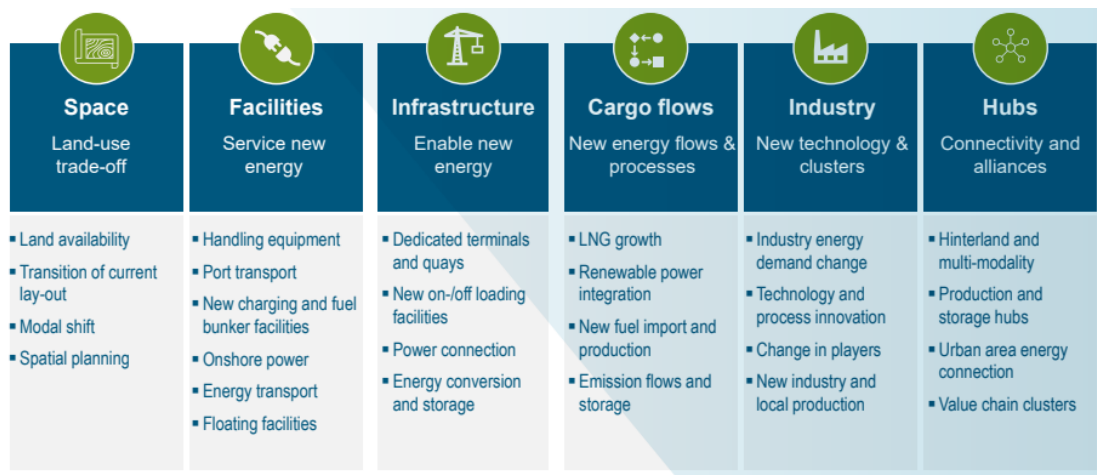 Space
Land-use
trade-off
Land availability
Transition of current
lay-out
Modal shift
Spatial planning
Facilities
Service new
energy
Handling equipment
Port transport
New charging and fuel
bunker facilities
Onshore power
Energy transport
Floating facilities
Infrastructure
Enable new
energy
Dedicated terminals
and quays
New on-/off loading
facilities
Power connection
Energy conversion
and storage
Cargo flows
New energy flows &
processes
LNG growth
Renewable power
integration
New fuel import and
production
Emission flows and
storage
Industry
New technology &
clusters
Industry energy
demand change
Technology and
process innovation
Change in players
New industry and
local production
Hubs
Connectivity and
alliances
Hinterland and
multi-modality
Production and
storage hubs
Urban area energy
connection
Value chain clusters